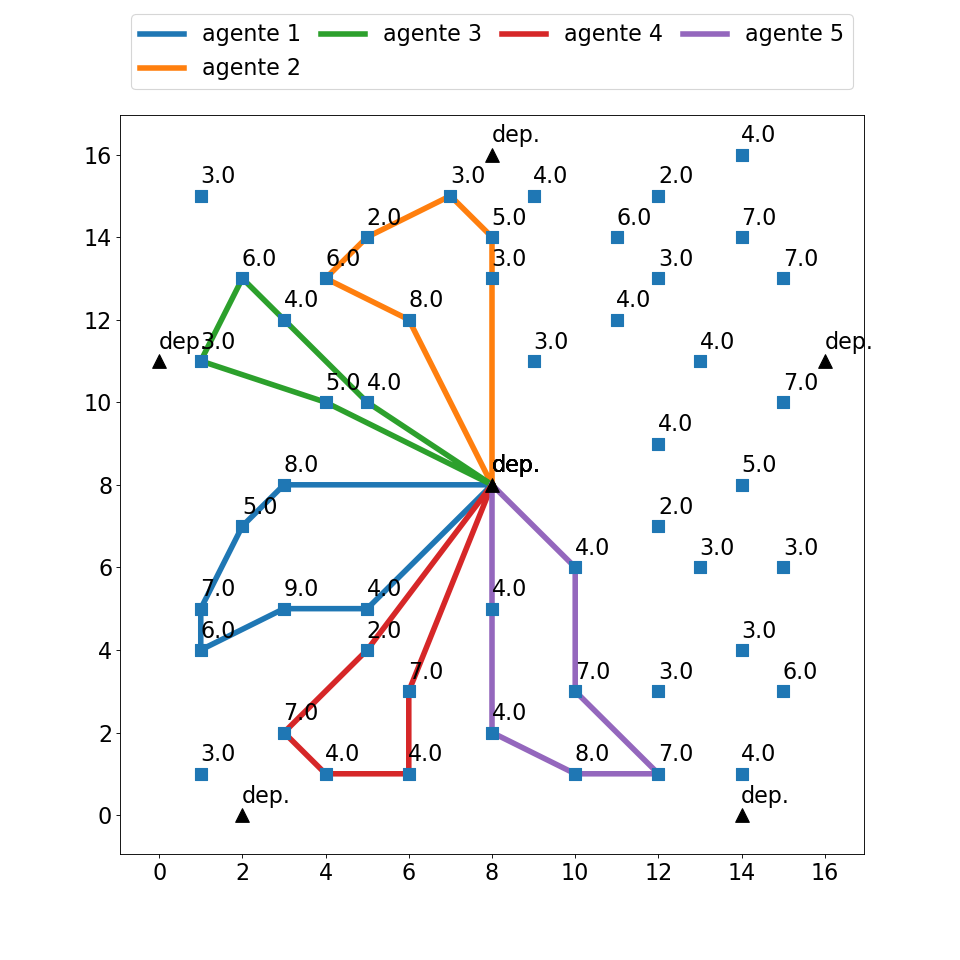 agente 1 agente 3 agente 4 agente 5
agente 2
dep. 4.0
16
3.0 3.0 4.0 2.0
2.0 5.0 6.0 7.0
14
6.0 6.0 3.0 3.0 7.0
4.0 8.0 4.0
12
dep. 3.0 3.0 4.0 dep.
5.0 4.0 7.0
10
4.0
8.0 dep. 5.0
8
5.0 2.0
4.0 3.0 3.0
6
7.0 9.0 4.0 4.0
6.0 2.0 3.0
4
7.0 7.0 3.0 6.0
7.0 4.0
2
3.0 4.0 4.0 8.0 7.0 4.0
dep. dep.
0
0 2 4 6 8 10 12 14 16